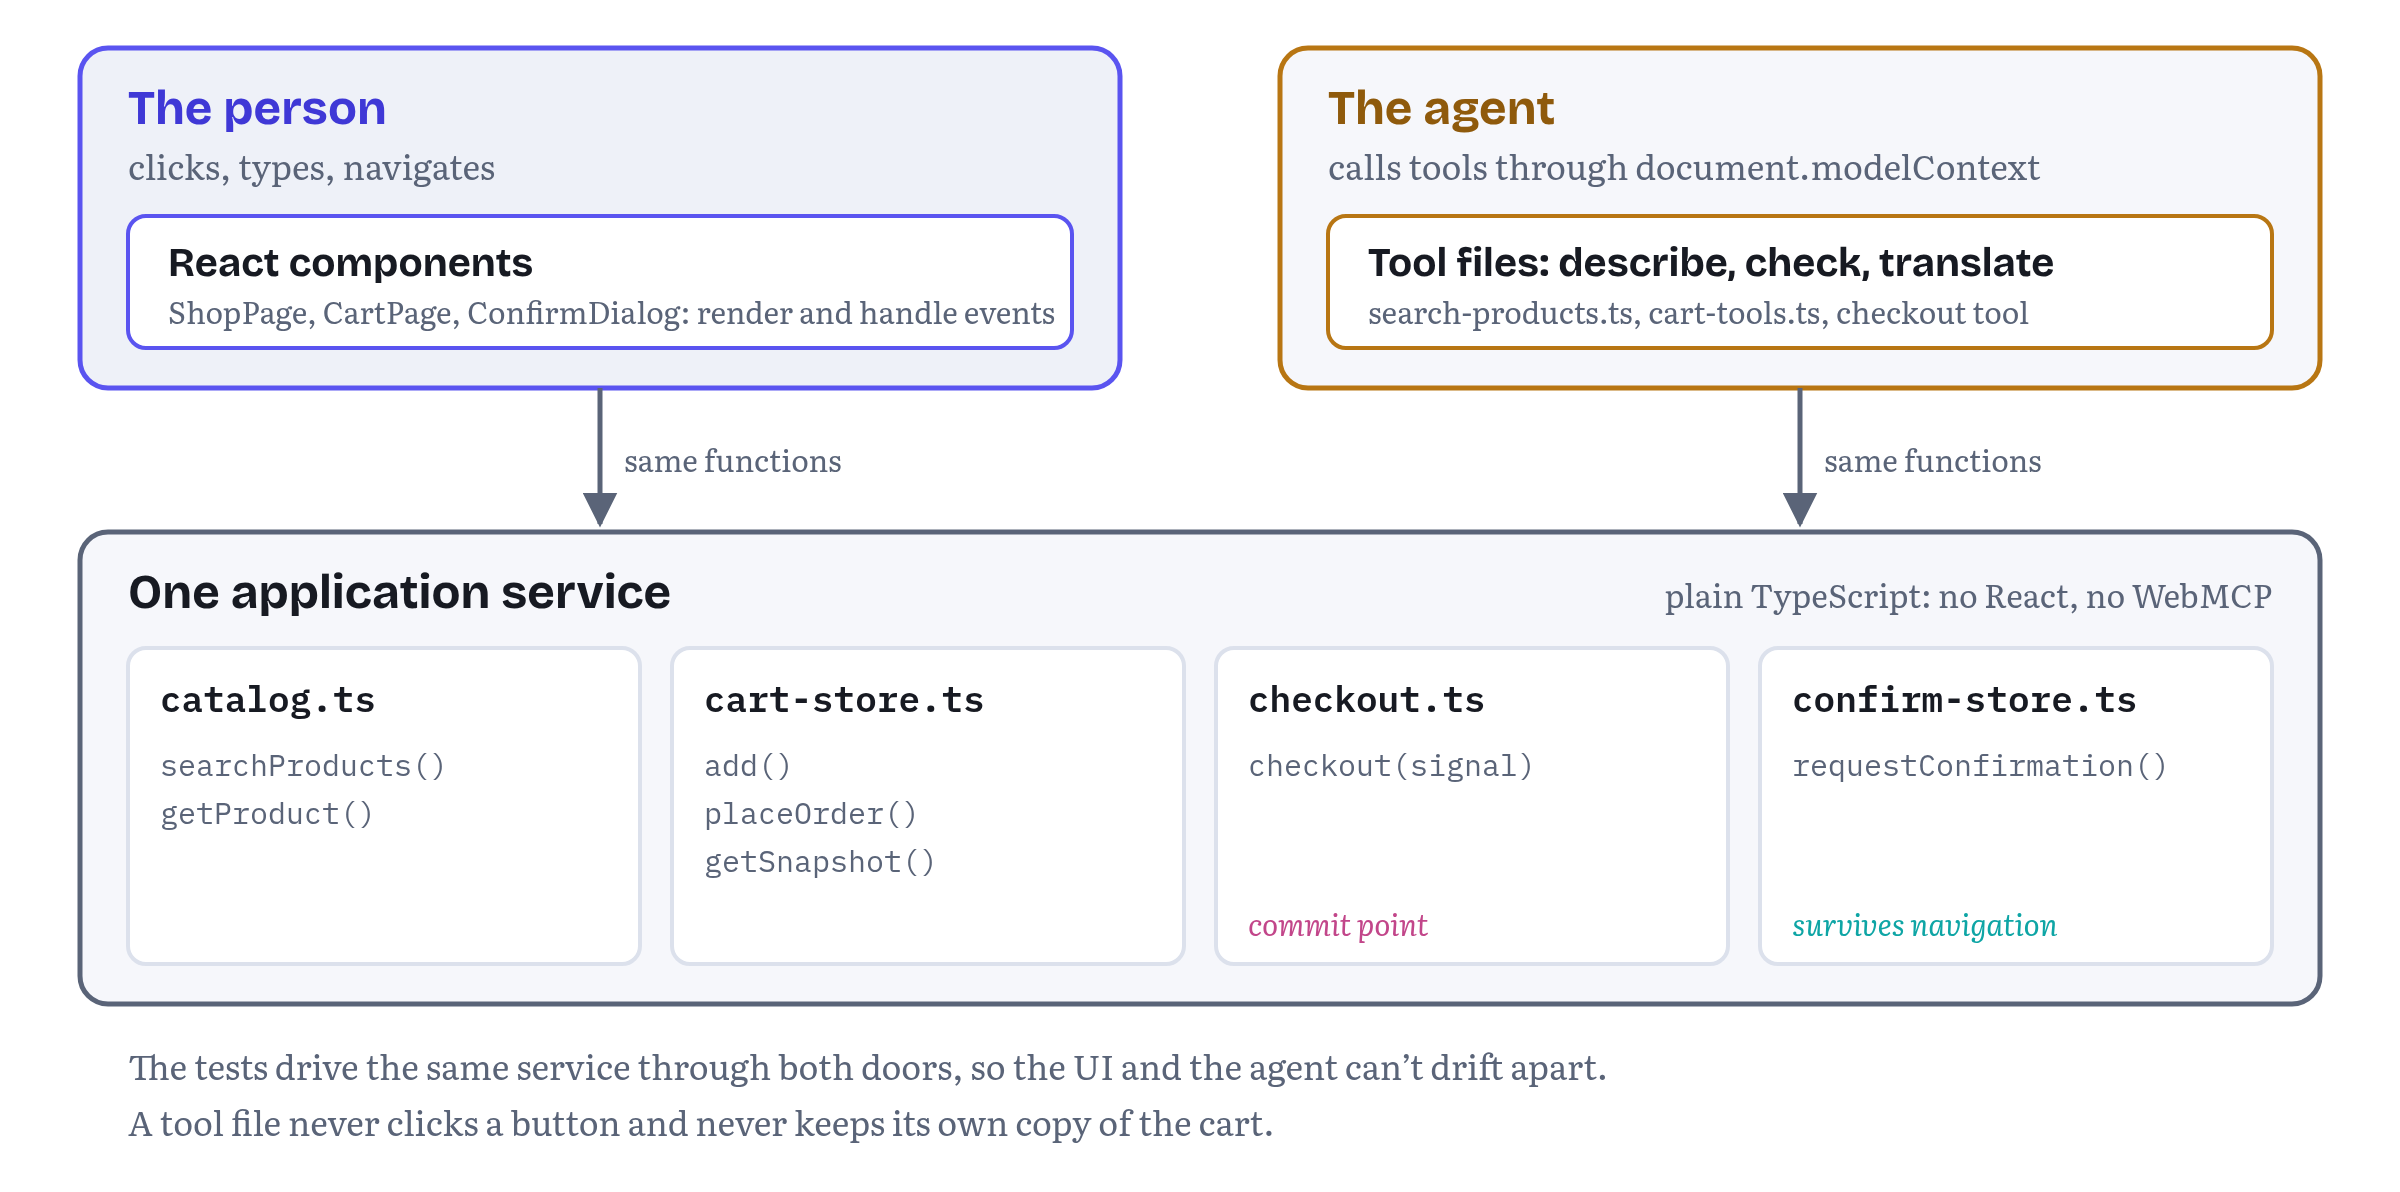 The person
clicks, types, navigates
React components
ShopPage, CartPage, ConfirmDialog: render and handle events
The agent
calls tools through document.modelContext
Tool files: describe, check, translate
search-products.ts, cart-tools.ts, checkout tool
same functions
same functions
One application service
plain TypeScript: no React, no WebMCP
catalog.ts
searchProducts()
getProduct()
cart-store.ts
add()
placeOrder()
getSnapshot()
checkout.ts
checkout(signal)
commit point
confirm-store.ts
requestConfirmation()
survives navigation
The tests drive the same service through both doors, so the UI and the agent can’t drift apart.
A tool file never clicks a button and never keeps its own copy of the cart.